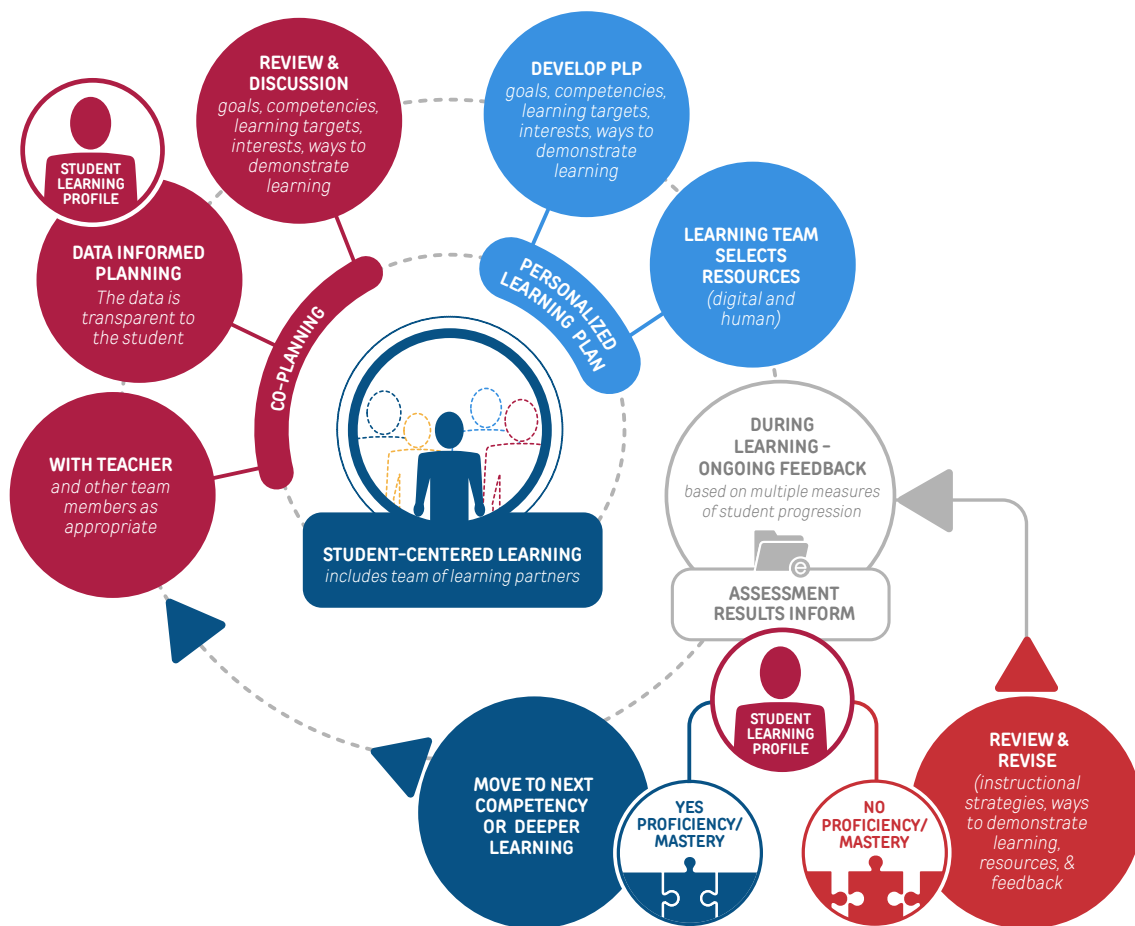 REVIEW &
DISCUSSION
goals, competencies,
learning targets,
interests, ways to
demonstrate
learning
DEVELOP PLP
goals, competencies,
learning targets,
interests, ways to
demonstrate
learning
STUDENT
LEARNING
PROFILE
DATA INFORMED
PLANNING
The data is
transparent to
the student
LEARNING TEAM
SELECTS
RESOURCES
(digital and
human)
PERSONALIZED
LEARNING PLAN
CO-PLANNING
WITH TEACHER
and other team
members as
appropriate
DURING
LEARNING –
ONGOING FEEDBACK
based on multiple measures
of student progression
e
ASSESSMENT
RESULTS INFORM
STUDENT-CENTERED LEARNING
includes team of learning partners
STUDENT
LEARNING
PROFILE
MOVE TO NEXT
COMPETENCY
OR DEEPER
LEARNING
YES
PROFICIENCY/
MASTERY
NO
PROFICIENCY/
MASTERY
REVIEW &
REVISE
(instructional
strategies, ways
to demonstrate
learning,
resources, &
feedback